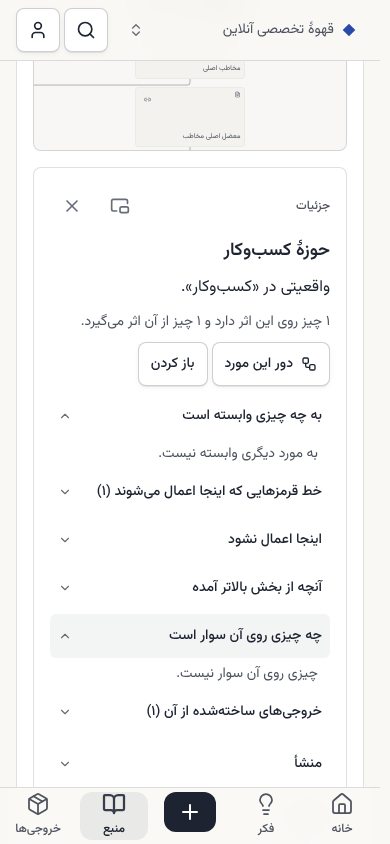 قهوهٔ تخصصی آنلاین
مخاطب اصلی
معضل اصلی مخاطب
جزئیات
حوزهٔ کسب‌وکار
واقعیتی در «کسب‌وکار».
۱ چیز روی این اثر دارد و ۱ چیز از آن اثر می‌گیرد.
دور این مورد
باز کردن
به چه چیزی وابسته است
به مورد دیگری وابسته نیست.
خط قرمزهایی که اینجا اعمال می‌شوند (۱)
اینجا اعمال نشود
آنچه از بخش بالاتر آمده
چه چیزی روی آن سوار است
چیزی روی آن سوار نیست.
خروجی‌های ساخته‌شده از آن (۱)
منشأ
خانه
فکر
منبع
خروجی‌ها